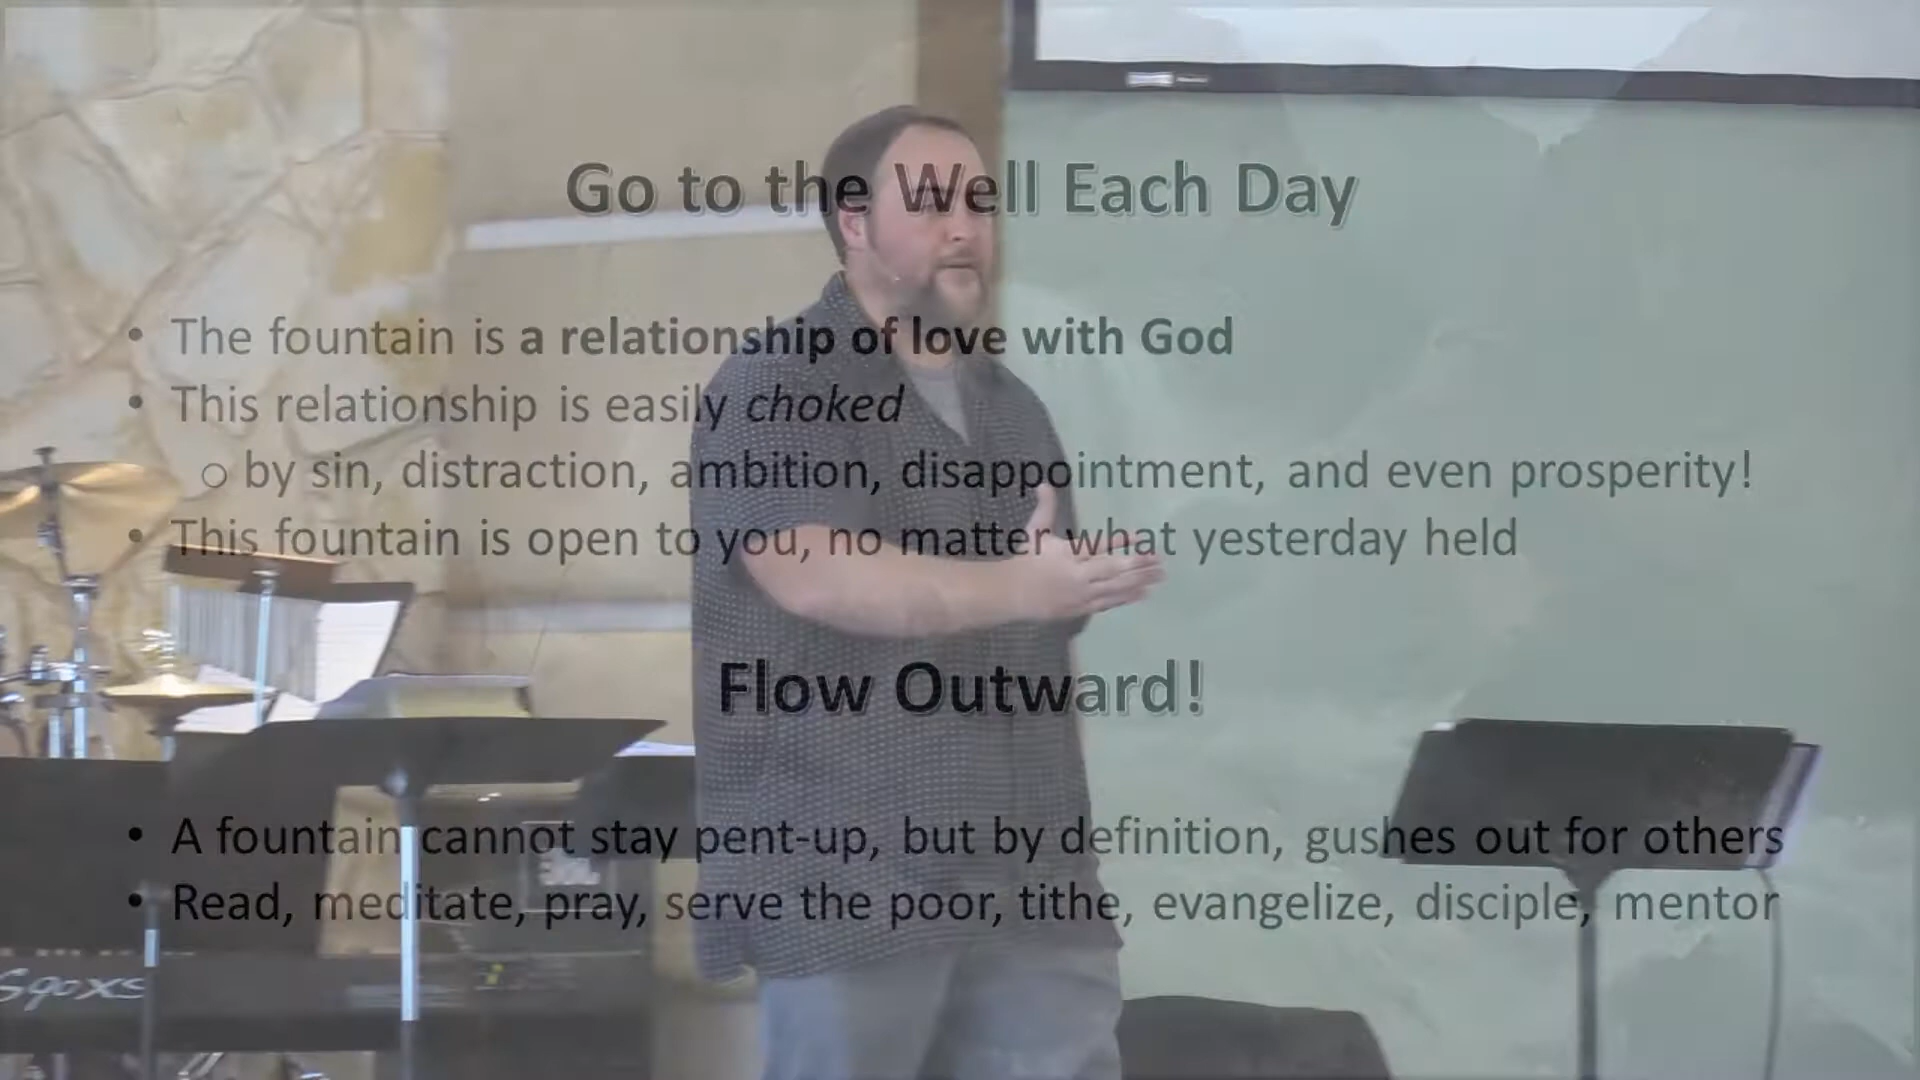 Go to the Well Each Day
• The fountain is a relationship of love with God
• This relationship is easily choked
o by sin, distraction, ambition, disappointment, and even prosperity!
• This fountain is open to you, no matter what yesterday held
Flow Outward!
• A fountain cannot stay pent-up, but by definition, gushes out for others
• Read, meditate, pray, serve the poor, tithe, evangelize, disciple, mentor
S90XS